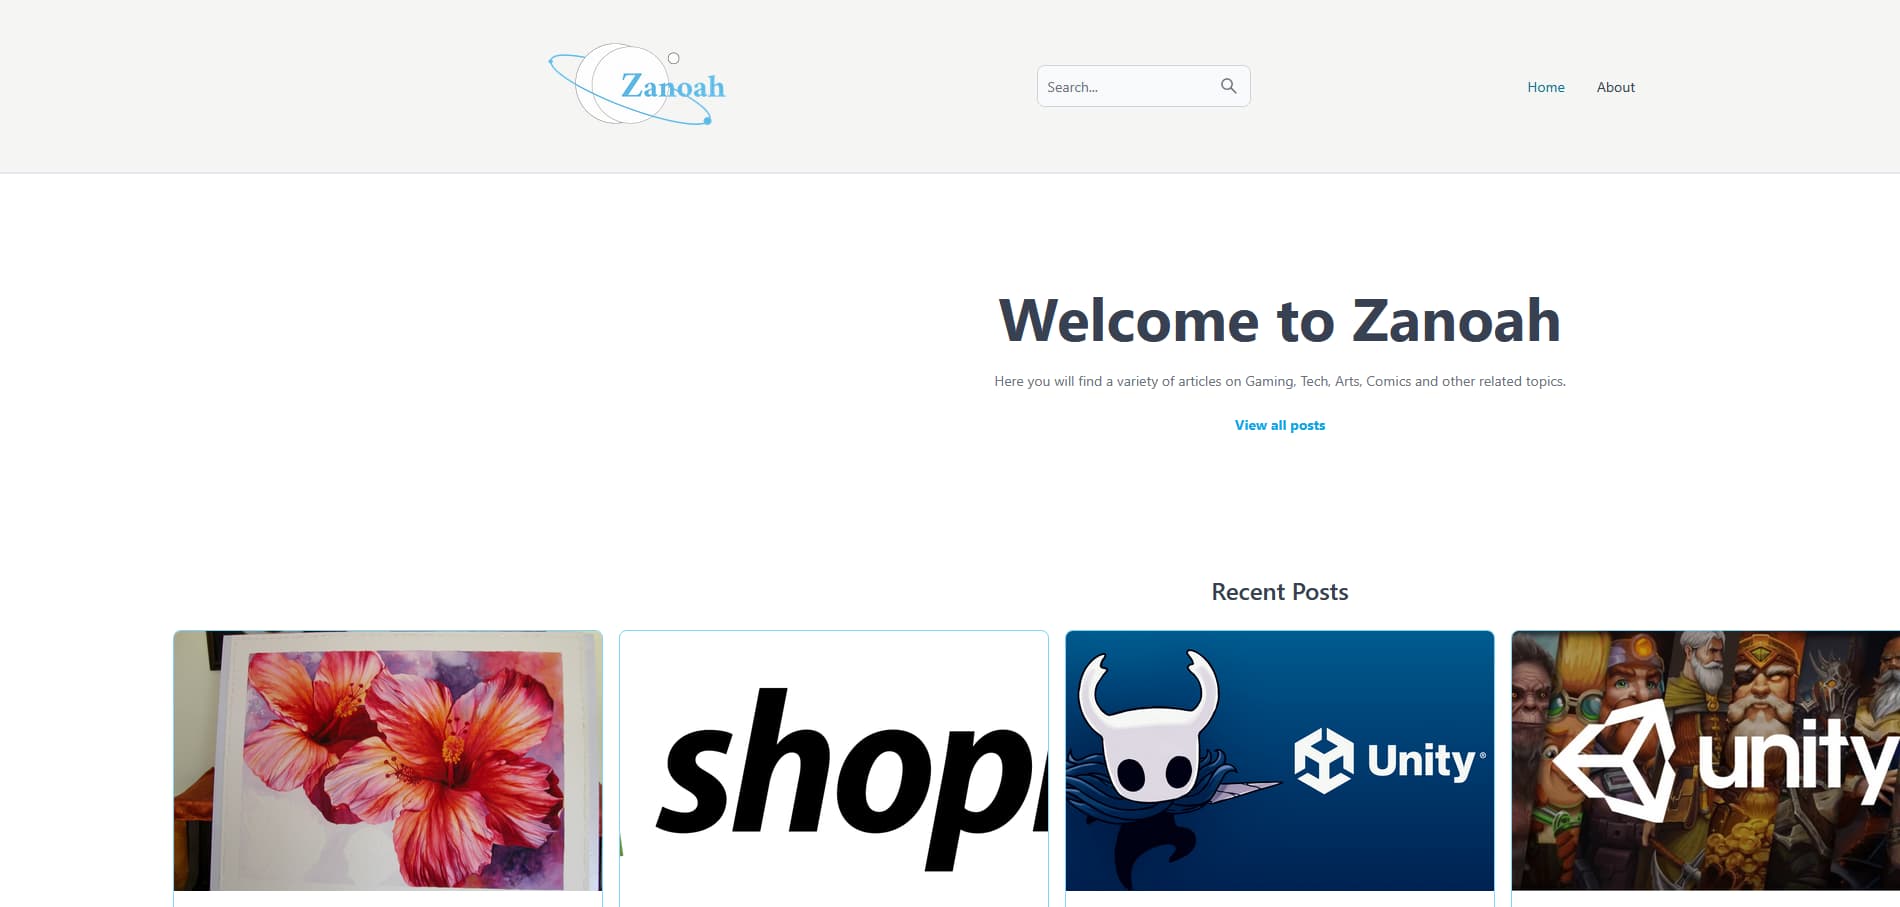 Zanoah
Search...
Home
About
Welcome to Zanoah
Here you will find a variety of articles on Gaming, Tech, Arts, Comics and other related topics.
View all posts
Recent Posts
shop
Unity®
unity